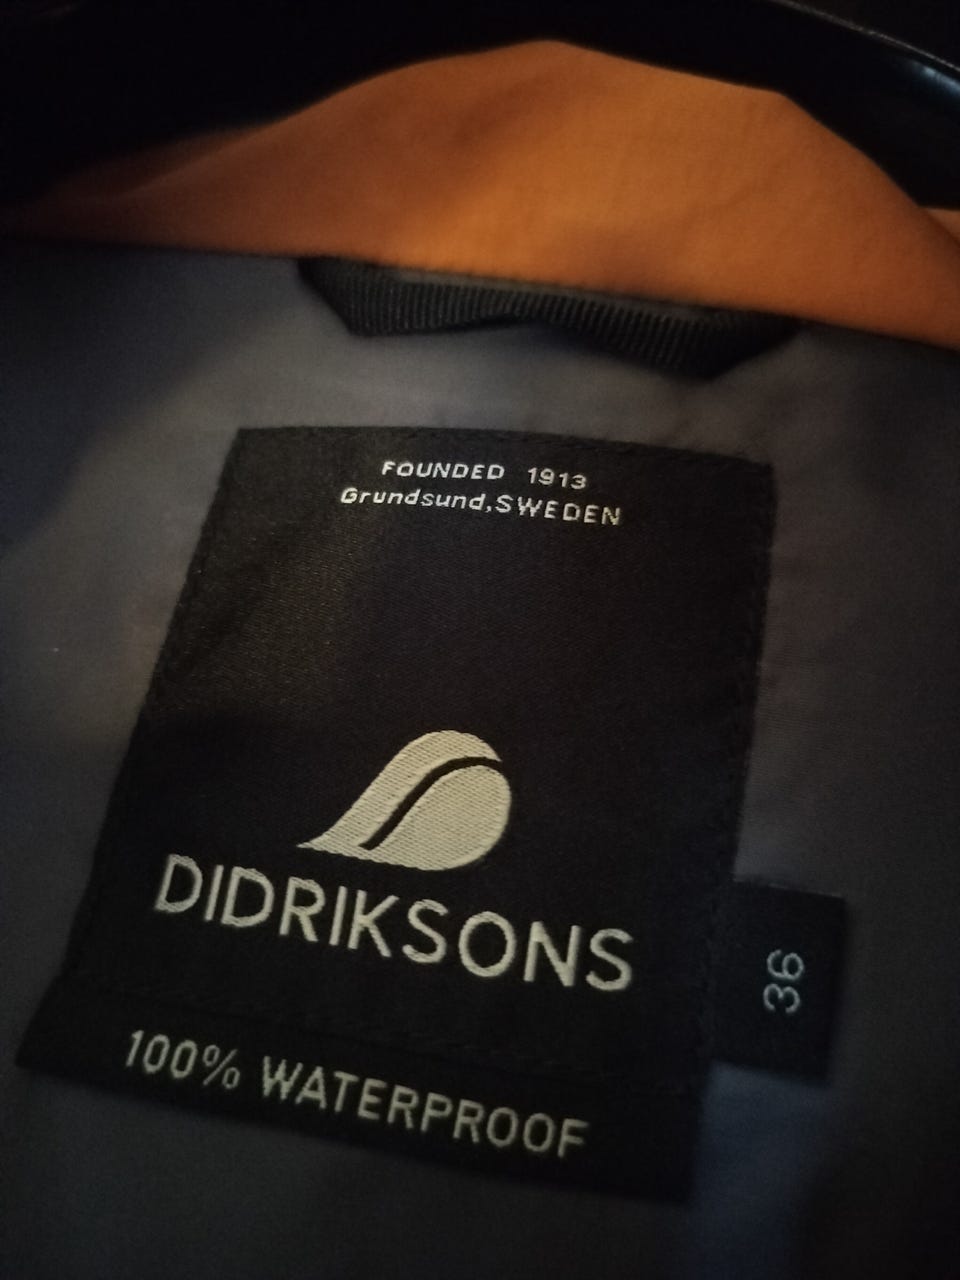 FOUNDED 1913
Grundsund,SWEDEN
DIDRIKSONS
36
100% WATERPROOF